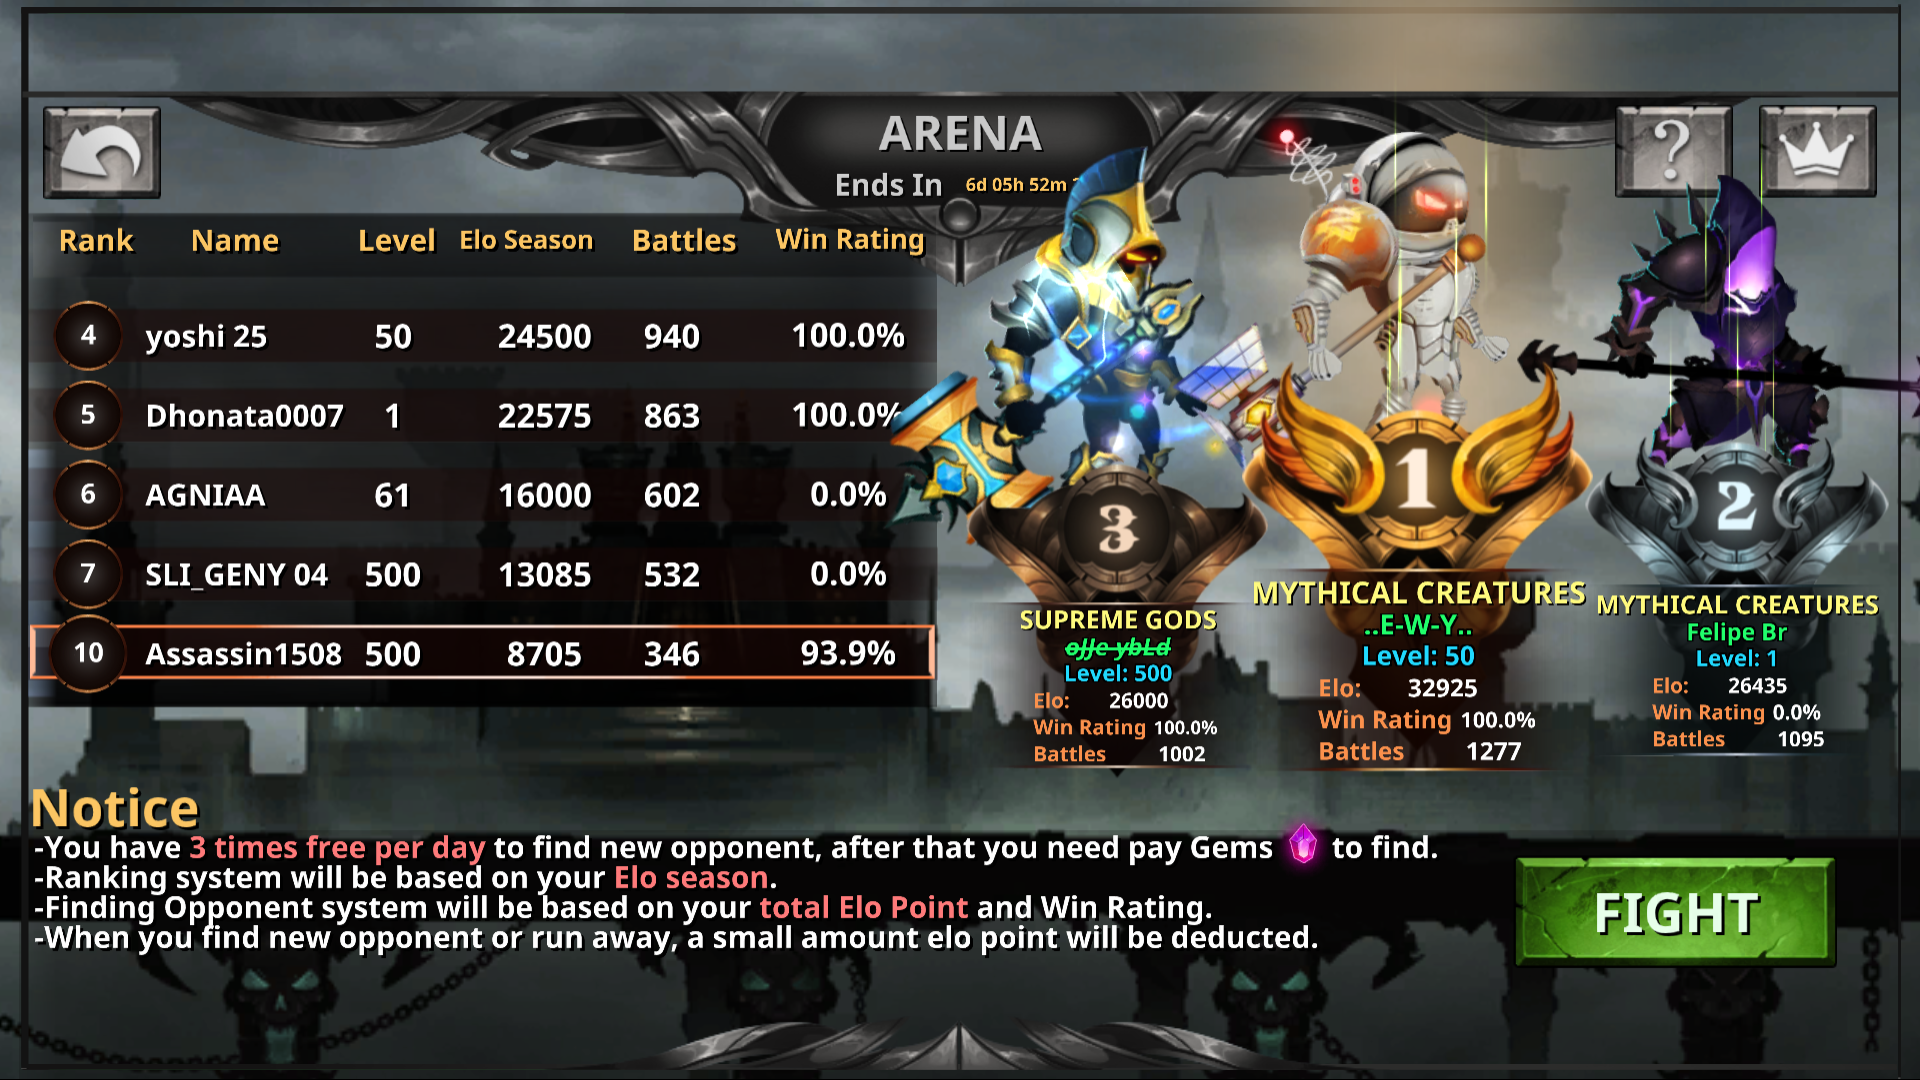 ARENA
Ends In 6d 05h 52m
Rank Name Level Elo Season Battles Win Rating
4 yoshi 25 50 24500 940 100.0%
5 Dhonata0007 1 22575 863 100.0%
6 AGNIAA 61 16000 602 0.0%
7 SLI_GENY 04 500 13085 532 0.0%
10 Assassin1508 500 8705 346 93.9%
3
SUPREME GODS
Level: 500
Elo: 26000
Win Rating 100.0%
Battles 1002
1
MYTHICAL CREATURES
..E-W-Y..
Level: 50
Elo: 32925
Win Rating 100.0%
Battles 1277
2
MYTHICAL CREATURES
Felipe Br
Level: 1
Elo: 26435
Win Rating 0.0%
Battles 1095
Notice
-You have 3 times free per day to find new opponent, after that you need pay Gems to find.
-Ranking system will be based on your Elo season.
-Finding Opponent system will be based on your total Elo Point and Win Rating.
-When you find new opponent or run away, a small amount elo point will be deducted.
FIGHT
?